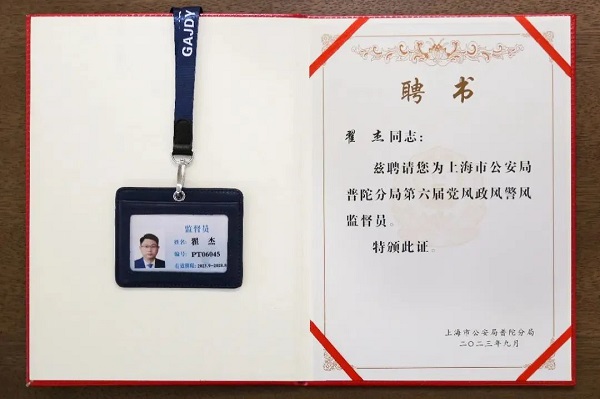 GAJDY
监督员
姓名: 翟 杰
编号: PT06045
聘 书
翟 杰同志：
兹聘请您为上海市公安局
普陀分局第六届党风政风警风
监督员。
特颁此证。
上海市公安局普陀分局
二〇二三年九月